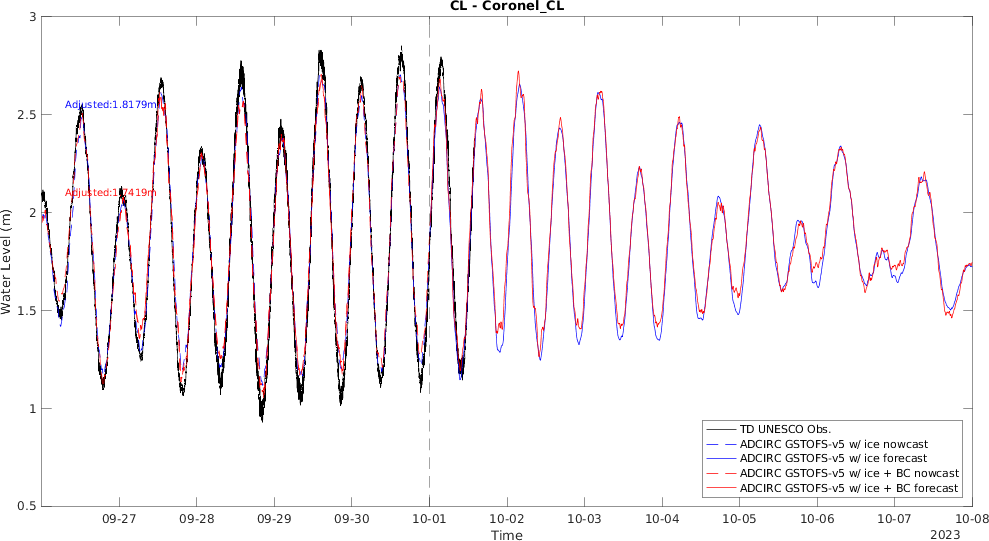 CL - Coronel_CL
3
2.5
2
1.5
1
0.5
Water Level (m)
Adjusted:1.8179m
Adjusted:1.7419m
TD UNESCO Obs.
ADCIRC GSTOFS-v5 w/ ice nowcast
ADCIRC GSTOFS-v5 w/ ice forecast
ADCIRC GSTOFS-v5 w/ ice + BC nowcast
ADCIRC GSTOFS-v5 w/ ice + BC forecast
09-27 09-28 09-29 09-30 10-01 10-02 10-03 10-04 10-05 10-06 10-07 10-08
Time
2023